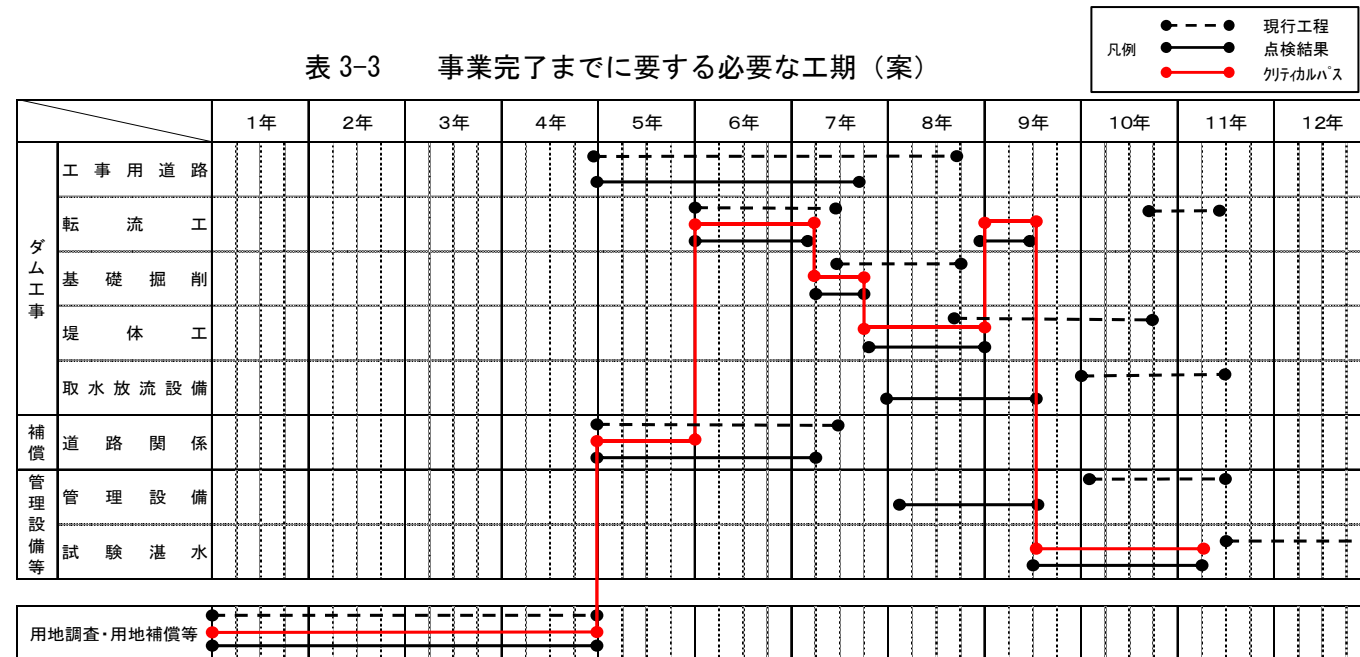 凡例
現行工程
点検結果
ｸﾘﾃｨｶﾙﾊﾟｽ
表 3-3 事業完了までに要する必要な工期（案）
1年 2年 3年 4年 5年 6年 7年 8年 9年 10年 11年 12年
ダム工事
工事用道路
転流工
基礎掘削
堤体工
取水放流設備
補償
道路関係
管理設備等
管理設備
試験湛水
用地調査・用地補償等